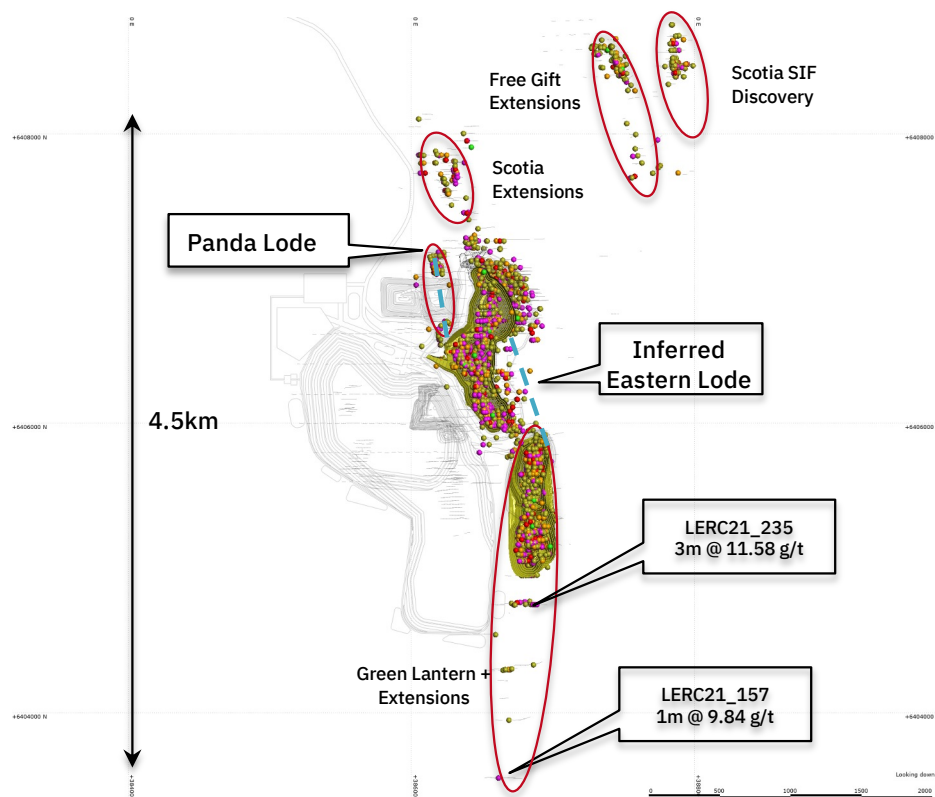 Free Gift
Extensions
Scotia SIF
Discovery
+6408000 N
+6408000
Scotia
Extensions
Panda Lode
Inferred
Eastern Lode
4.5km
+6406000 N
+6406000
LERC21_235
3m @ 11.58 g/t
Green Lantern +
Extensions
LERC21_157
1m @ 9.84 g/t
+6404000 N
Looking down
0 500 1000 1500 2000